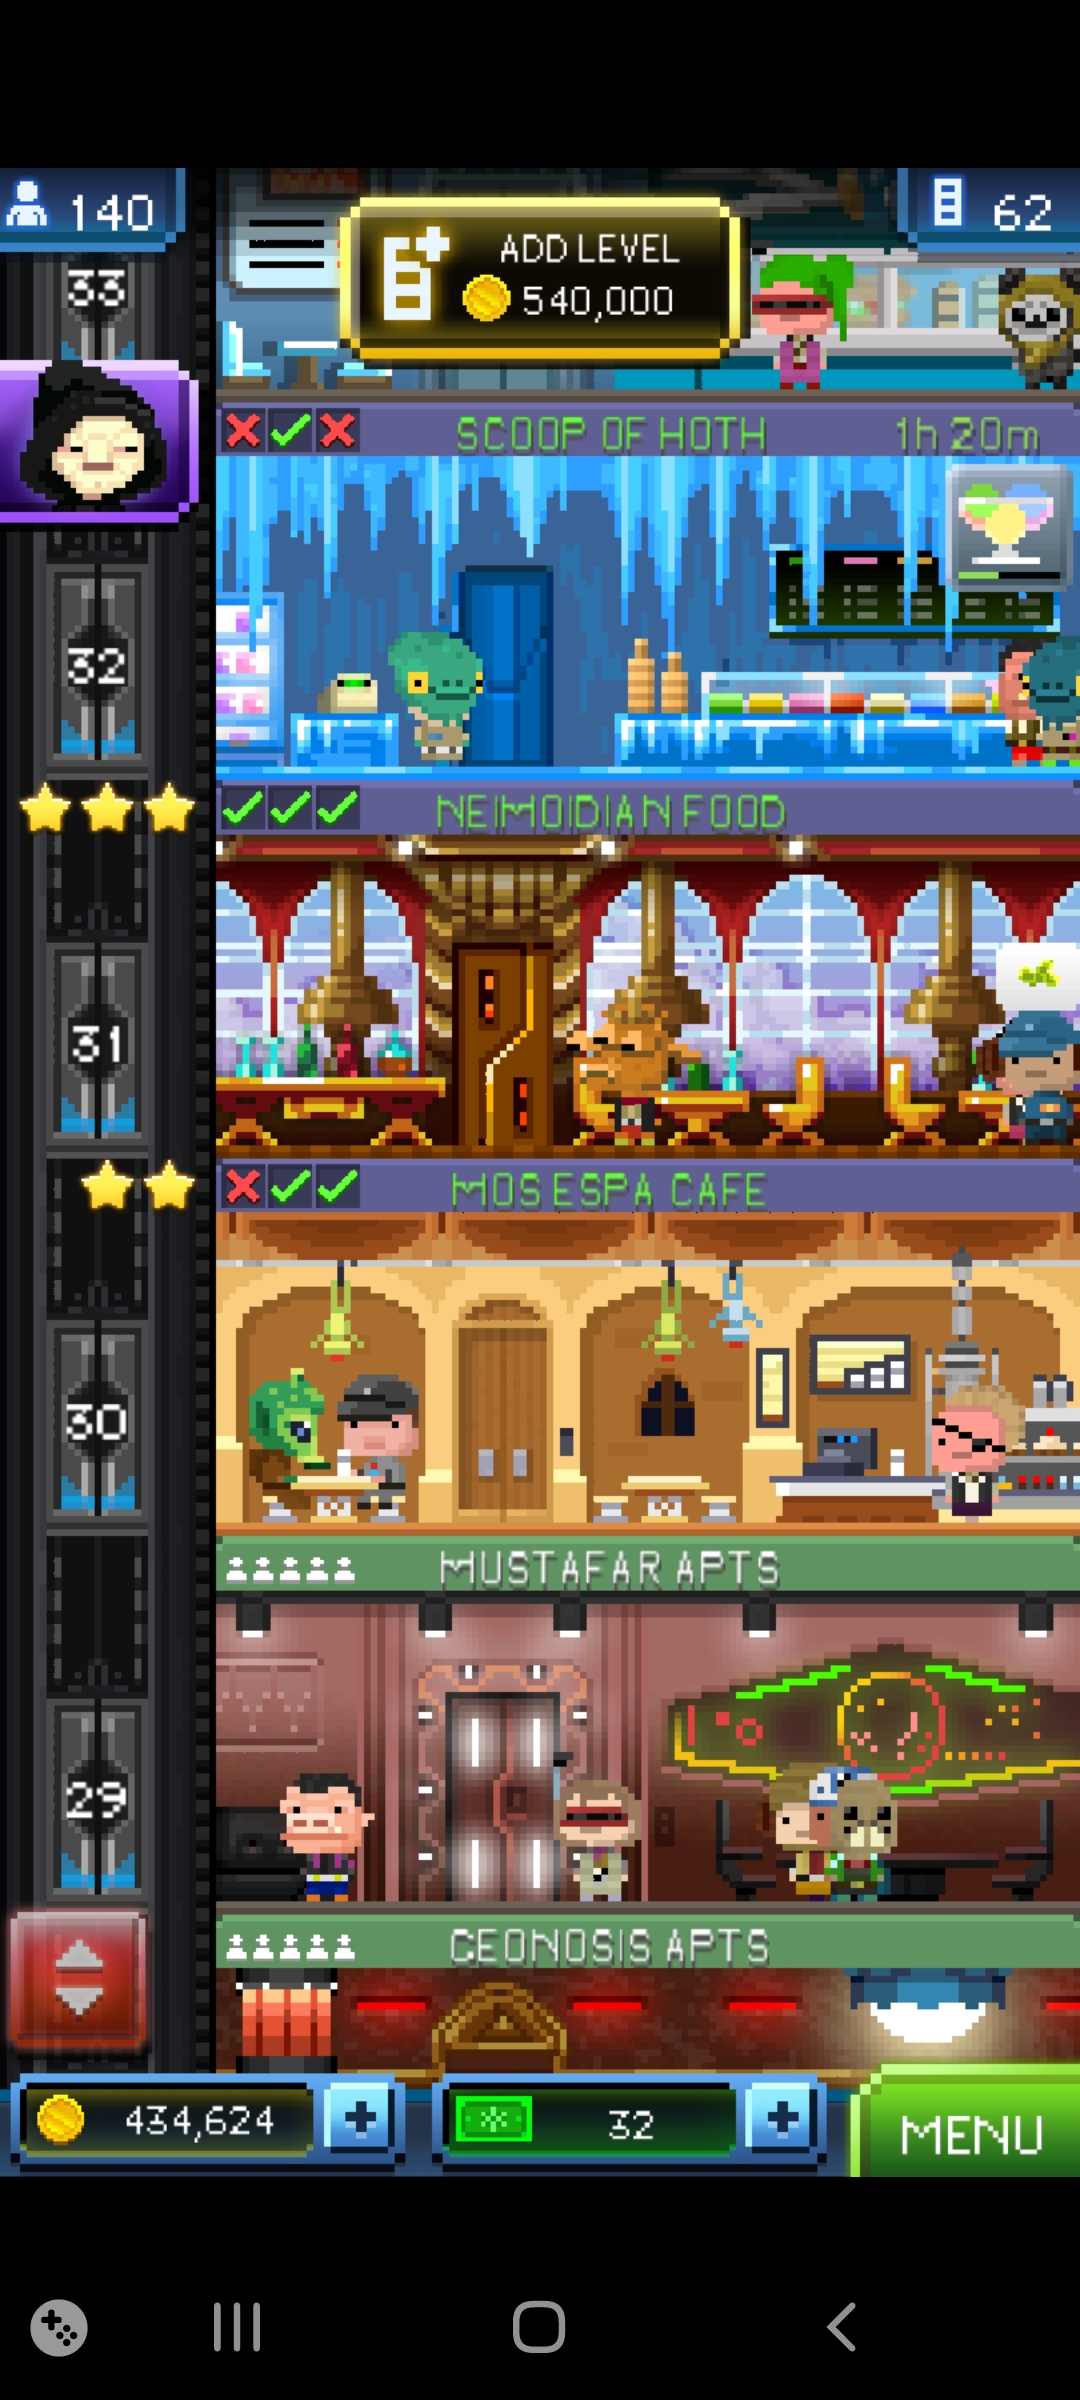 140
62
ADD LEVEL
540,000
33
SCOOP OF HOTH
1h 20m
32
NEIMOIDIAN FOOD
31
MOS ESPA CAFE
30
MUSTAFAR APTS
29
GEONOSIS APTS
434,624
32
MENU